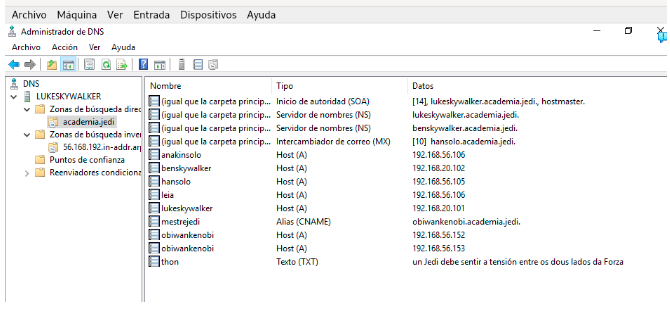 Archivo Máquina Ver Entrada Dispositivos Ayuda
Administrador de DNS
Archivo Acción Ver Ayuda
DNS
LUKESKYWALKER
Zonas de búsqueda direc
academia.jedi
Zonas de búsqueda inver
56.168.192.in-addr.arp
Puntos de confianza
Reenviadores condiciona
Nombre Tipo Datos
(igual que la carpeta princip... Inicio de autoridad (SOA) [14], lukeskywalker.academia.jedi., hostmaster.
(igual que la carpeta princip... Servidor de nombres (NS) lukeskywalker.academia.jedi.
(igual que la carpeta princip... Servidor de nombres (NS) benskywalker.academia.jedi.
(igual que la carpeta princip... Intercambiador de correo (MX) [10] hansolo.academia.jedi.
anakinsolo Host (A) 192.168.56.106
benskywalker Host (A) 192.168.20.102
hansolo Host (A) 192.168.56.105
leia Host (A) 192.168.56.106
lukeskywalker Host (A) 192.168.20.101
mestrejedi Alias (CNAME) obiwankenobi.academia.jedi.
obiwankenobi Host (A) 192.168.56.152
obiwankenobi Host (A) 192.168.56.153
thon Texto (TXT) un Jedi debe sentir a tensión entre os dous lados da Forza